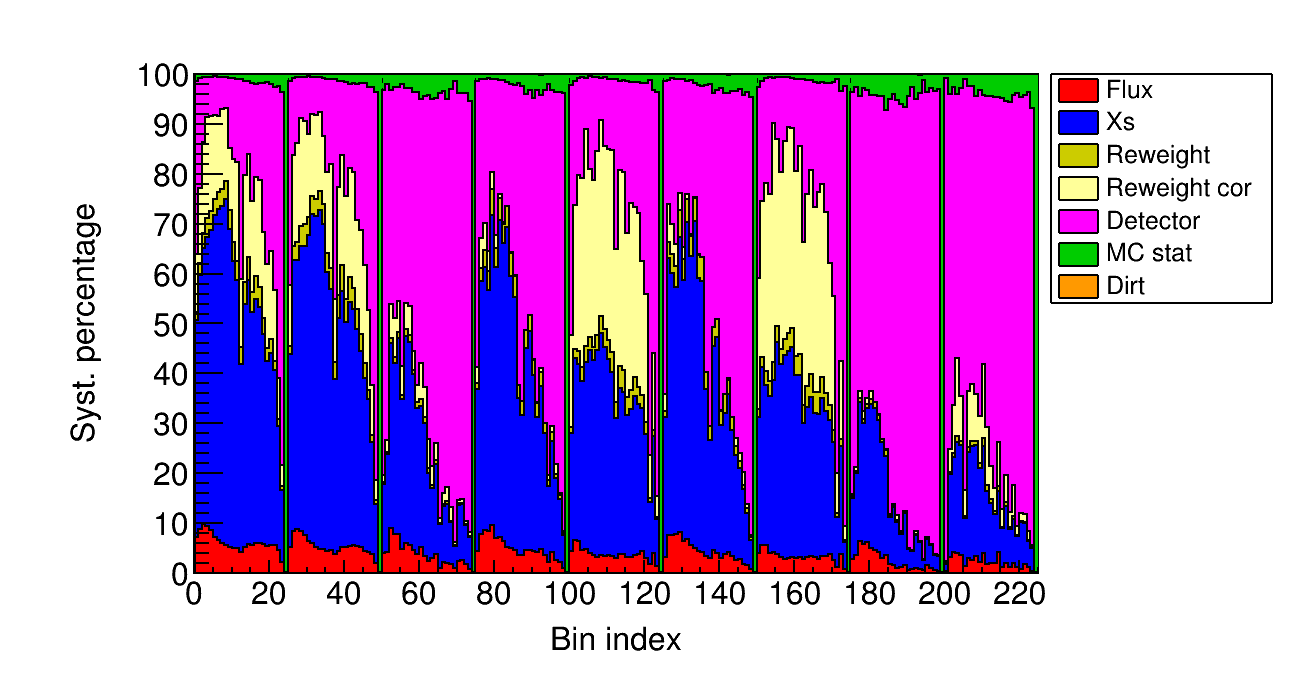 100
90
80
70
60
50
40
30
20
10
0
Syst. percentage
0 20 40 60 80 100 120 140 160 180 200 220
Bin index
Flux
Xs
Reweight
Reweight cor
Detector
MC stat
Dirt